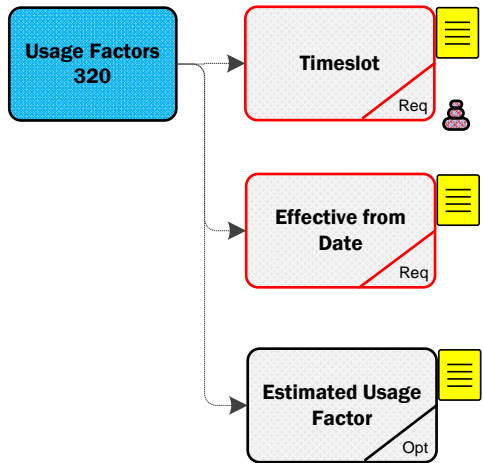 Usage Factors
320
Timeslot
Req
Effective from
Date
Req
Estimated Usage
Factor
Opt